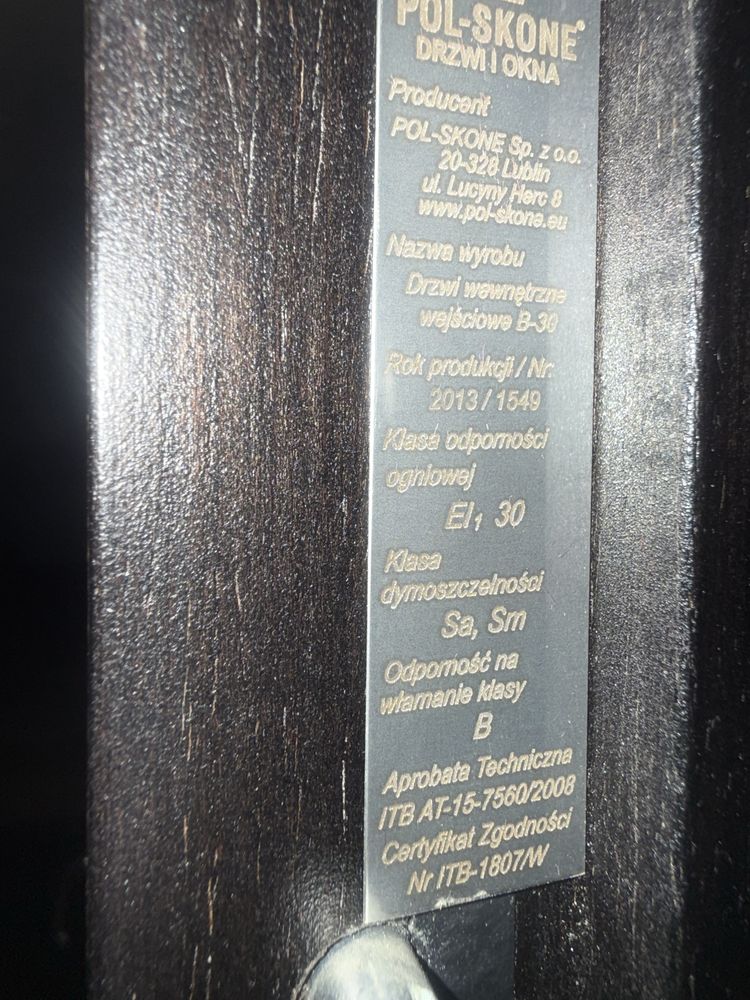 POL-SKONE®
DRZWI I OKNA
Producent
POL-SKONE Sp. z o.o.
20-328 Lublin
ul. Lucyny Herc 8
www.pol-skone.eu
Nazwa wyrobu
Drzwi wewnętrzne
wejściowe B-30
Rok produkcji / Nr:
2013 / 1549
Klasa odporności
ogniowej
EI₁ 30
Klasa
dymoszczelności
Sa, Sm
Odporność na
włamanie klasy
B
Aprobata Techniczna
ITB AT-15-7560/2008
Certyfikat Zgodności
Nr ITB-1807/W